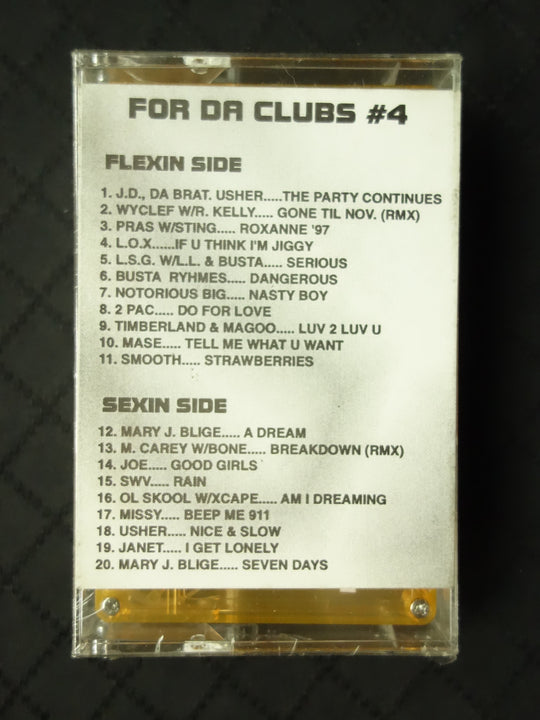 FOR DA CLUBS #4
FLEXIN SIDE
1. J.D., DA BRAT. USHER.....THE PARTY CONTINUES
2. WYCLEF W/R. KELLY..... GONE TIL NOV. (RMX)
3. PRAS W/STING..... ROXANNE '97
4. L.O.X.....IF U THINK I'M JIGGY
5. L.S.G. W/L.L. & BUSTA..... SERIOUS
6. BUSTA RYHMES..... DANGEROUS
7. NOTORIOUS BIG..... NASTY BOY
8. 2 PAC..... DO FOR LOVE
9. TIMBERLAND & MAGOO..... LUV 2 LUV U
10. MASE..... TELL ME WHAT U WANT
11. SMOOTH..... STRAWBERRIES
SEXIN SIDE
12. MARY J. BLIGE..... A DREAM
13. M. CAREY W/BONE..... BREAKDOWN (RMX)
14. JOE..... GOOD GIRLS
15. SWV..... RAIN
16. OL SKOOL W/XCAPE..... AM I DREAMING
17. MISSY..... BEEP ME 911
18. USHER..... NICE & SLOW
19. JANET..... I GET LONELY
20. MARY J. BLIGE..... SEVEN DAYS